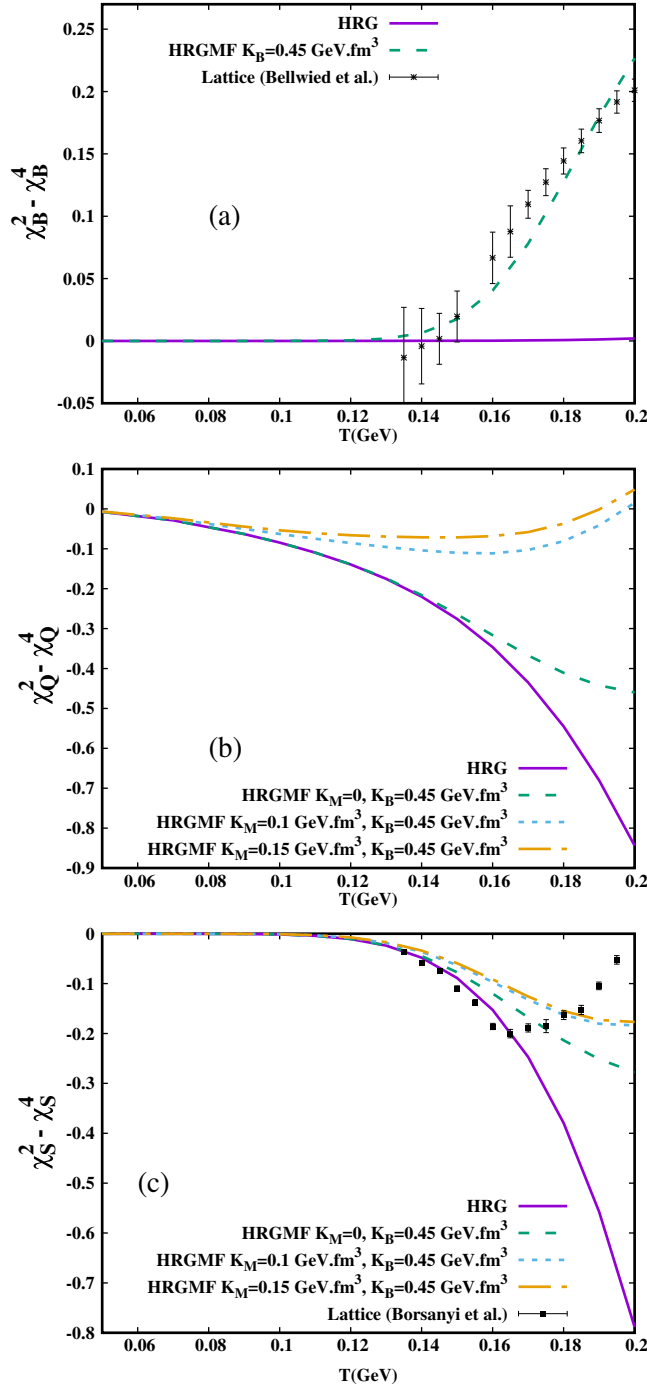 HRG
HRGMF K_B=0.45 GeV.fm^3
Lattice (Bellwied et al.)
(a)
χ_B^2 - χ_B^4
0.25
0.2
0.15
0.1
0.05
0
-0.05
0.06 0.08 0.1 0.12 0.14 0.16 0.18 0.2
T(GeV)
0.1
0
-0.1
-0.2
-0.3
-0.4
-0.5
-0.6
-0.7
-0.8
-0.9
χ_Q^2 - χ_Q^4
(b)
HRG
HRGMF K_M=0, K_B=0.45 GeV.fm^3
HRGMF K_M=0.1 GeV.fm^3, K_B=0.45 GeV.fm^3
HRGMF K_M=0.15 GeV.fm^3, K_B=0.45 GeV.fm^3
0.06 0.08 0.1 0.12 0.14 0.16 0.18 0.2
T(GeV)
0
-0.1
-0.2
-0.3
-0.4
-0.5
-0.6
-0.7
-0.8
χ_S^2 - χ_S^4
(c)
HRG
HRGMF K_M=0, K_B=0.45 GeV.fm^3
HRGMF K_M=0.1 GeV.fm^3, K_B=0.45 GeV.fm^3
HRGMF K_M=0.15 GeV.fm^3, K_B=0.45 GeV.fm^3
Lattice (Borsanyi et al.)
0.06 0.08 0.1 0.12 0.14 0.16 0.18 0.2
T(GeV)